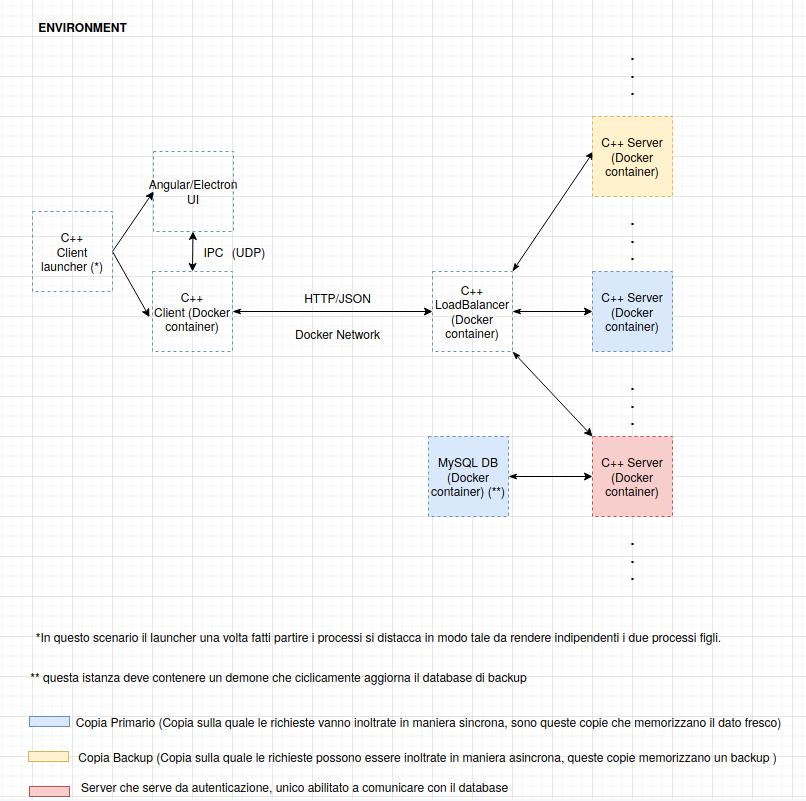 ENVIRONMENT
C++ Server
(Docker
container)
Angular/Electron
UI
C++
Client
launcher (*)
IPC (UDP)
C++
Client (Docker
container)
HTTP/JSON
Docker Network
C++
LoadBalancer
(Docker
container)
C++ Server
(Docker
container)
MySQL DB
(Docker
container) (**)
C++ Server
(Docker
container)
*In questo scenario il launcher una volta fatti partire i processi si distacca in modo tale da rendere indipendenti i due processi figli.
** questa istanza deve contenere un demone che ciclicamente aggiorna il database di backup
Copia Primario (Copia sulla quale le richieste vanno inoltrate in maniera sincrona, sono queste copie che memorizzano il dato fresco)
Copia Backup (Copia sulla quale le richieste possono essere inoltrate in maniera asincrona, queste copie memorizzano un backup )
Server che serve da autenticazione, unico abilitato a comunicare con il database